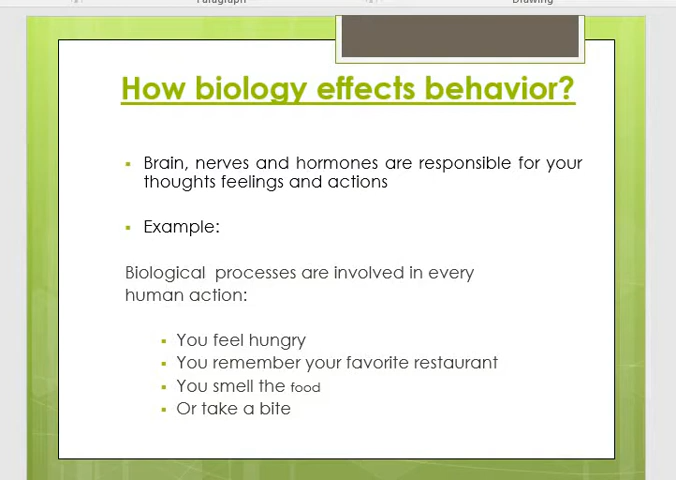 Paragraph
Drawing
How biology effects behavior?
Brain, nerves and hormones are responsible for your
thoughts feelings and actions
Example:
Biological processes are involved in every
human action:
You feel hungry
You remember your favorite restaurant
You smell the food
Or take a bite